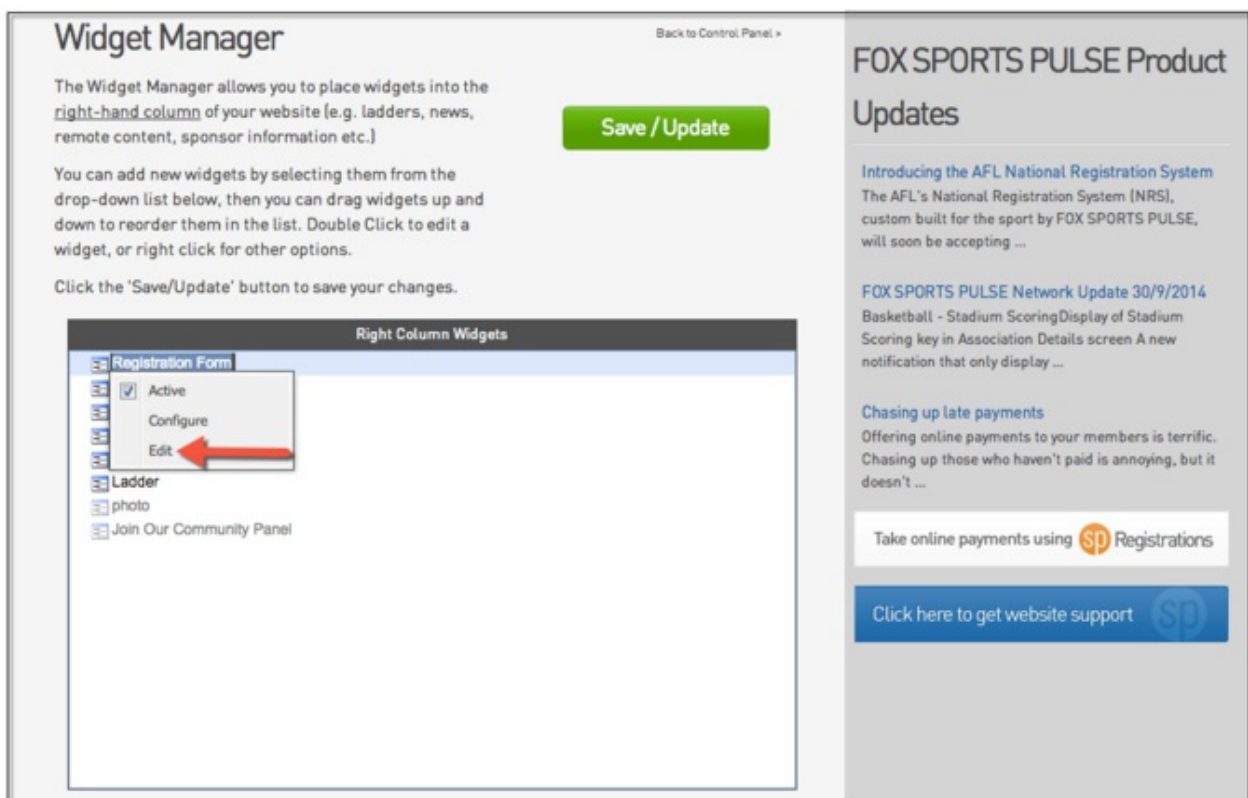 Widget Manager
Back to Control Panel »
The Widget Manager allows you to place widgets into the
right-hand column of your website (e.g. ladders, news,
remote content, sponsor information etc.)
Save / Update
You can add new widgets by selecting them from the
drop-down list below, then you can drag widgets up and
down to reorder them in the list. Double Click to edit a
widget, or right click for other options.
Click the 'Save/Update' button to save your changes.
Right Column Widgets
Registration Form
Active
Configure
Edit
Ladder
photo
Join Our Community Panel
FOX SPORTS PULSE Product
Updates
Introducing the AFL National Registration System
The AFL's National Registration System (NRS),
custom built for the sport by FOX SPORTS PULSE,
will soon be accepting ...
FOX SPORTS PULSE Network Update 30/9/2014
Basketball - Stadium ScoringDisplay of Stadium
Scoring key in Association Details screen A new
notification that only display ...
Chasing up late payments
Offering online payments to your members is terrific.
Chasing up those who haven't paid is annoying, but it
doesn't ...
Take online payments using sp Registrations
Click here to get website support sp